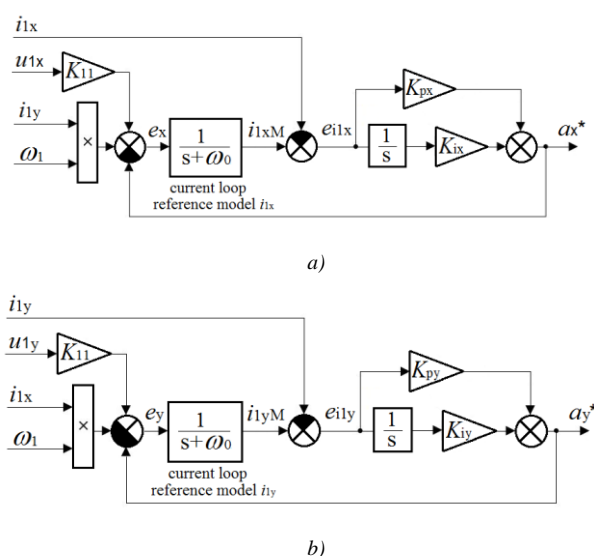 i1x
u1x K11
i1y
ω1
×
ex
1
s+ω0
i1xM
ei1x
Kpx
1
s
Kix
ax*
current loop
reference model i1x
a)
i1y
u1y K11
i1x
ω1
×
ey
1
s+ω0
i1yM
ei1y
Kpy
1
s
Kiy
ay*
current loop
reference model i1y
b)